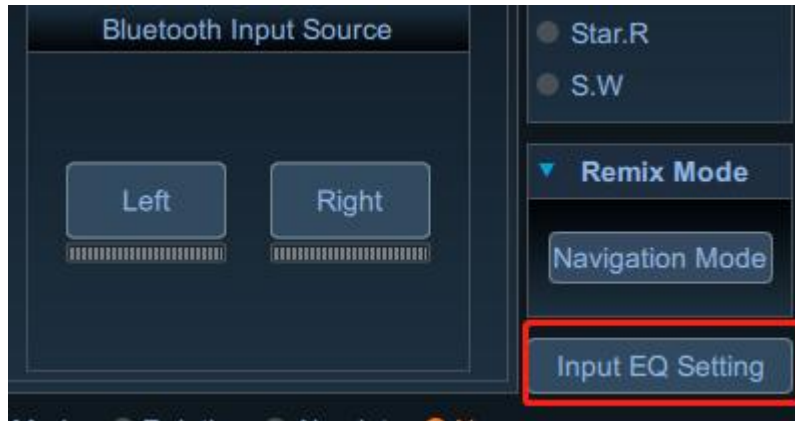 Bluetooth Input Source
Left
Right
Star.R
S.W
Remix Mode
Navigation Mode
Input EQ Setting